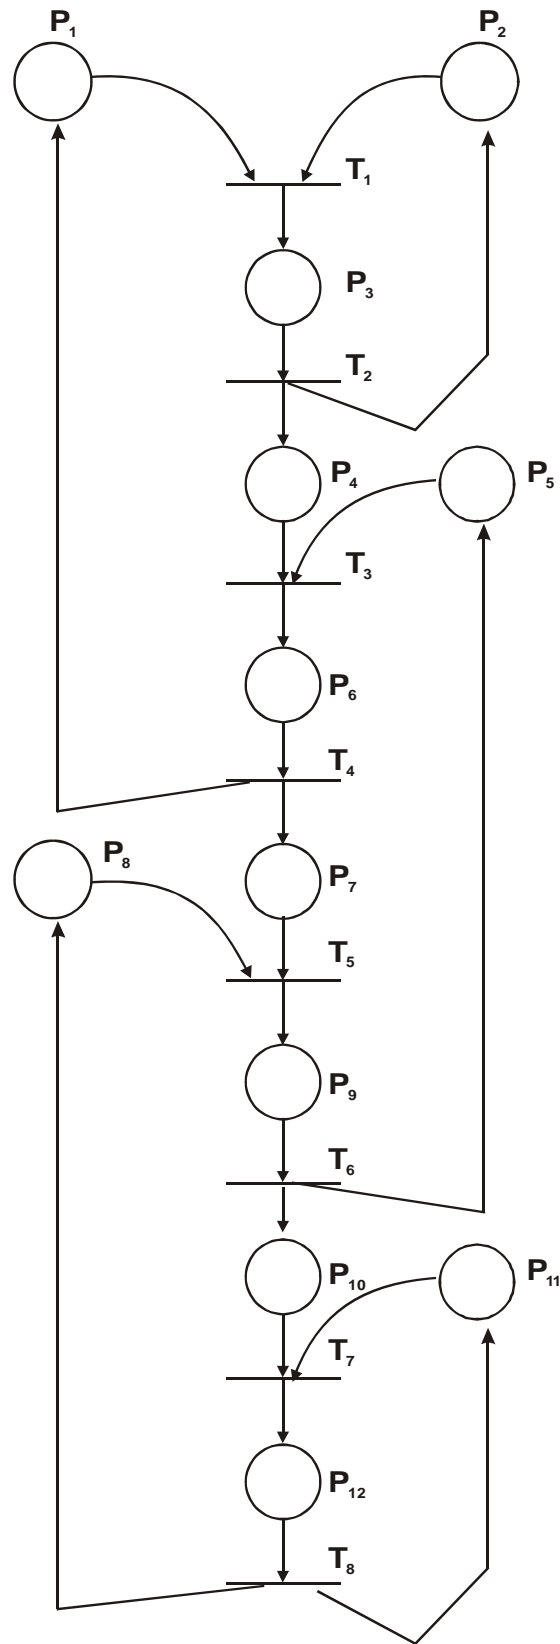 P₁ P₂
T₁
P₃
T₂
P₄ P₅
T₃
P₆
T₄
P₈ P₇
T₅
P₉
T₆
P₁₀ P₁₁
T₇
P₁₂
T₈